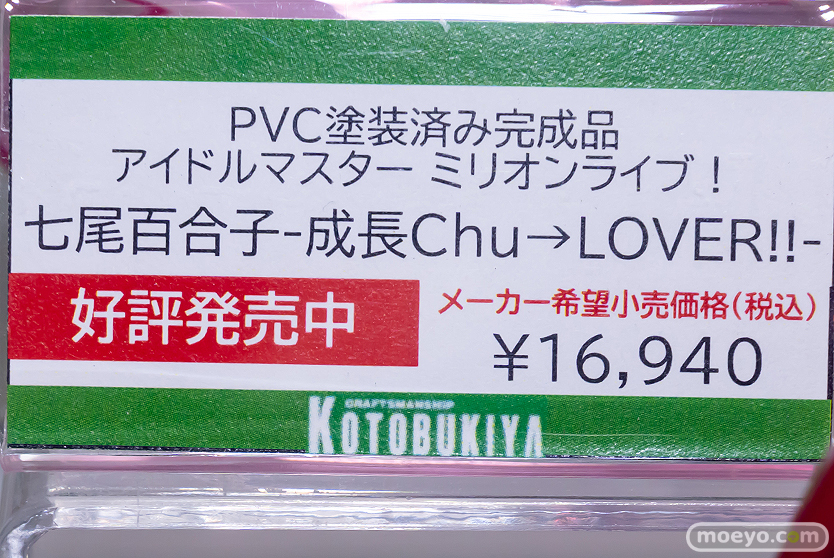 PVC塗装済み完成品
アイドルマスター ミリオンライブ！
七尾百合子-成長Chu→LOVER!!-
好評発売中
メーカー希望小売価格(税込)
¥16,940
CRAFTSMANSHIP
KOTOBUKIYA
moeyo.com